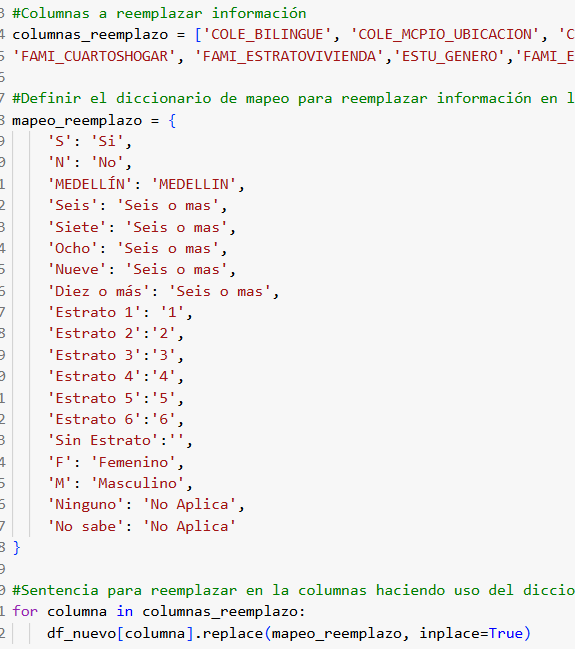 #Columnas a reemplazar información
columnas_reemplazo = ['COLE_BILINGUE', 'COLE_MCPIO_UBICACION', 'C
'FAMI_CUARTOSHOGAR', 'FAMI_ESTRATOVIVIENDA','ESTU_GENERO','FAMI_E
#Definir el diccionario de mapeo para reemplazar información en l
mapeo_reemplazo = {
'S': 'Si',
'N': 'No',
'MEDELLÍN': 'MEDELLIN',
'Seis': 'Seis o mas',
'Siete': 'Seis o mas',
'Ocho': 'Seis o mas',
'Nueve': 'Seis o mas',
'Diez o más': 'Seis o mas',
'Estrato 1': '1',
'Estrato 2':'2',
'Estrato 3':'3',
'Estrato 4':'4',
'Estrato 5':'5',
'Estrato 6':'6',
'Sin Estrato':'',
'F': 'Femenino',
'M': 'Masculino',
'Ninguno': 'No Aplica',
'No sabe': 'No Aplica'
}
#Sentencia para reemplazar en la columnas haciendo uso del diccio
for columna in columnas_reemplazo:
df_nuevo[columna].replace(mapeo_reemplazo, inplace=True)